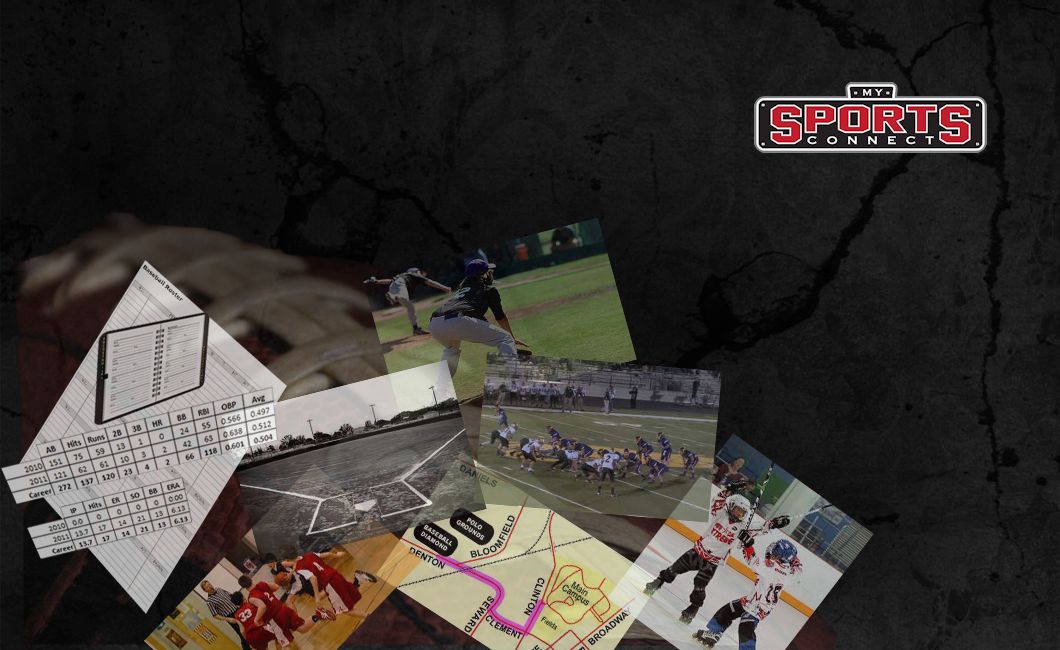 MY
SPORTS
CONNECT
Baseball Roster
AB Hits Runs 2B 3B HR BB RBI OBP Avg
2010 151 75 59 13 1 0 24 55 0.566 0.497
2011 121 62 61 10 3 2 42 63 0.638 0.512
Career 272 137 120 23 4 2 66 118 0.601 0.504
IP Hits ER SO BB ERA
2010 0.0 0 0 0 0 0.00
2011 13.7 17 14 21 13 6.13
Career 13.7 17 14 21 13 6.13
DANIELS
POLO
GROUNDS
BASEBALL
DIAMOND
BLOOMFIELD
DENTON
CLINTON
Main
Campus
SEWARD
CLEMENT
Fields
BROADWAY
33
2